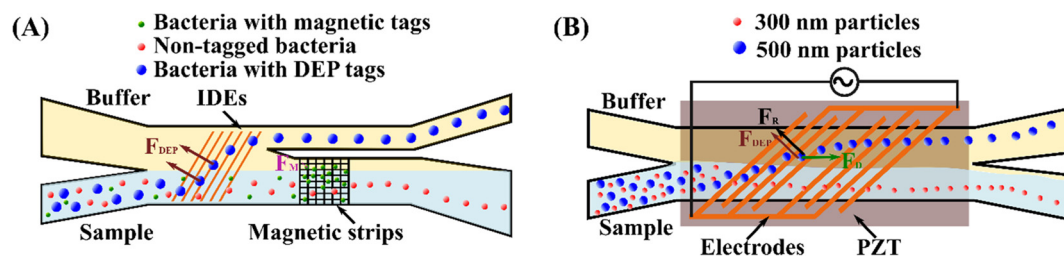 (A)
Bacteria with magnetic tags
Non-tagged bacteria
Bacteria with DEP tags
Buffer
IDEs
FDEP
FM
Sample
Magnetic strips
(B)
300 nm particles
500 nm particles
Buffer
FR
FDEP
FD
Sample
Electrodes
PZT